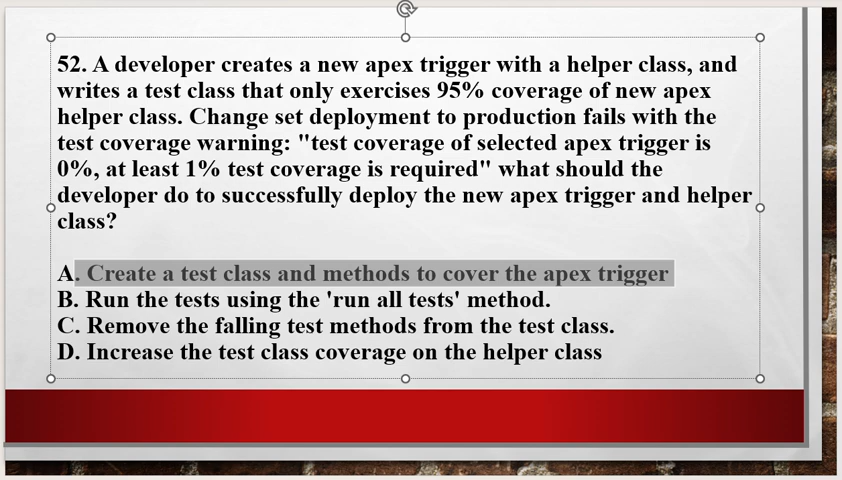 52. A developer creates a new apex trigger with a helper class, and
writes a test class that only exercises 95% coverage of new apex
helper class. Change set deployment to production fails with the
test coverage warning: "test coverage of selected apex trigger is
0%, at least 1% test coverage is required" what should the
developer do to successfully deploy the new apex trigger and helper
class?
A. Create a test class and methods to cover the apex trigger
B. Run the tests using the 'run all tests' method.
C. Remove the falling test methods from the test class.
D. Increase the test class coverage on the helper class